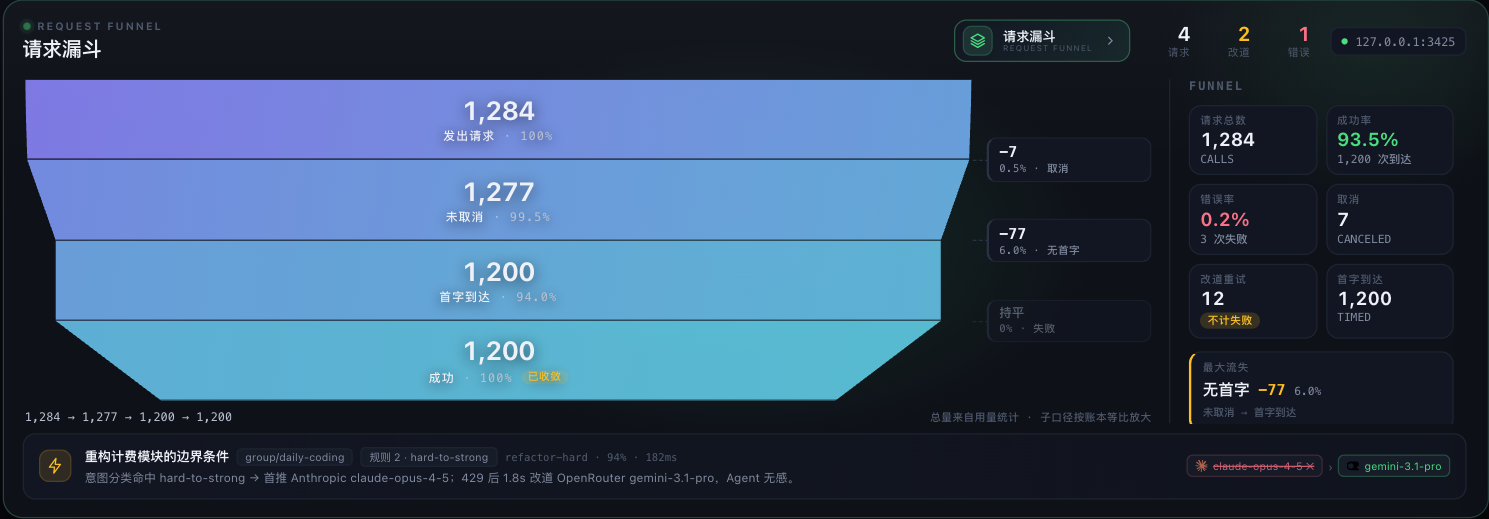 REQUEST FUNNEL
请求漏斗
请求漏斗
REQUEST FUNNEL
4
请求
2
改道
1
错误
127.0.0.1:3425
1,284
发出请求 · 100%
1,277
未取消 · 99.5%
1,200
首字到达 · 94.0%
1,200
成功 · 100% 已收敛
−7
0.5% · 取消
−77
6.0% · 无首字
持平
0% · 失败
1,284 → 1,277 → 1,200 → 1,200
总量来自用量统计 · 子口径按账本等比放大
FUNNEL
请求总数
1,284
CALLS
成功率
93.5%
1,200 次到达
错误率
0.2%
3 次失败
取消
7
CANCELED
改道重试
12
不计失败
首字到达
1,200
TIMED
最大流失
无首字 −77 6.0%
未取消 → 首字到达
重构计费模块的边界条件 group/daily-coding 规则 2 · hard-to-strong refactor-hard · 94% · 182ms
意图分类命中 hard-to-strong → 首推 Anthropic claude-opus-4-5；429 后 1.8s 改道 OpenRouter gemini-3.1-pro，Agent 无感。
claude-opus-4-5 ✕ › gemini-3.1-pro